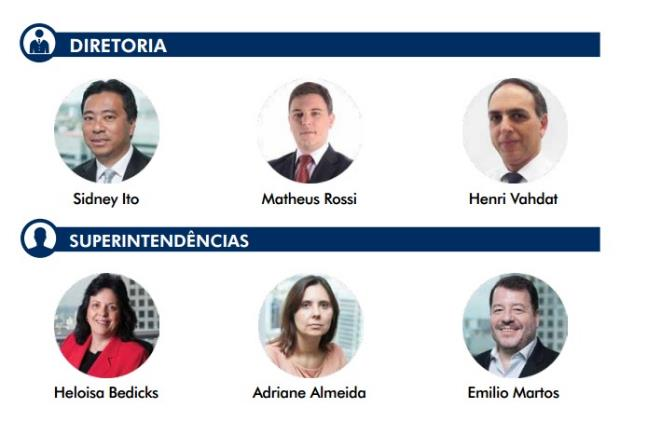 DIRETORIA
Sidney Ito
Matheus Rossi
Henri Vahdat
SUPERINTENDÊNCIAS
Heloisa Bedicks
Adriane Almeida
Emilio Martos